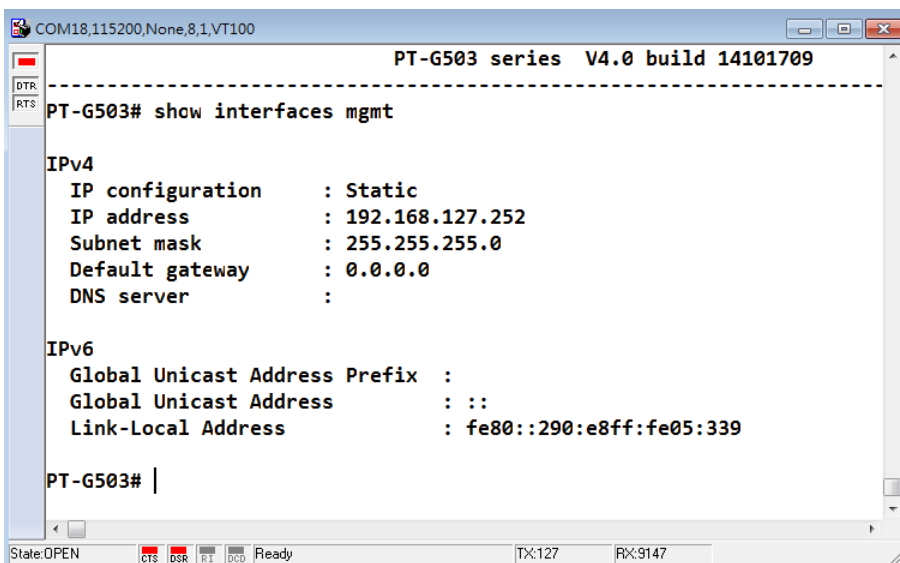 COM18,115200,None,8,1,VT100
PT-G503 series  V4.0 build 14101709
DTR
--------------------------------------------------------------------------------
RTS
PT-G503# show interfaces mgmt
IPv4
IP configuration : Static
IP address : 192.168.127.252
Subnet mask : 255.255.255.0
Default gateway : 0.0.0.0
DNS server :
IPv6
Global Unicast Address Prefix :
Global Unicast Address : ::
Link-Local Address : fe80::290:e8ff:fe05:339
PT-G503#
State:OPEN CTS DSR RI DCD Ready TX:127 RX:9147